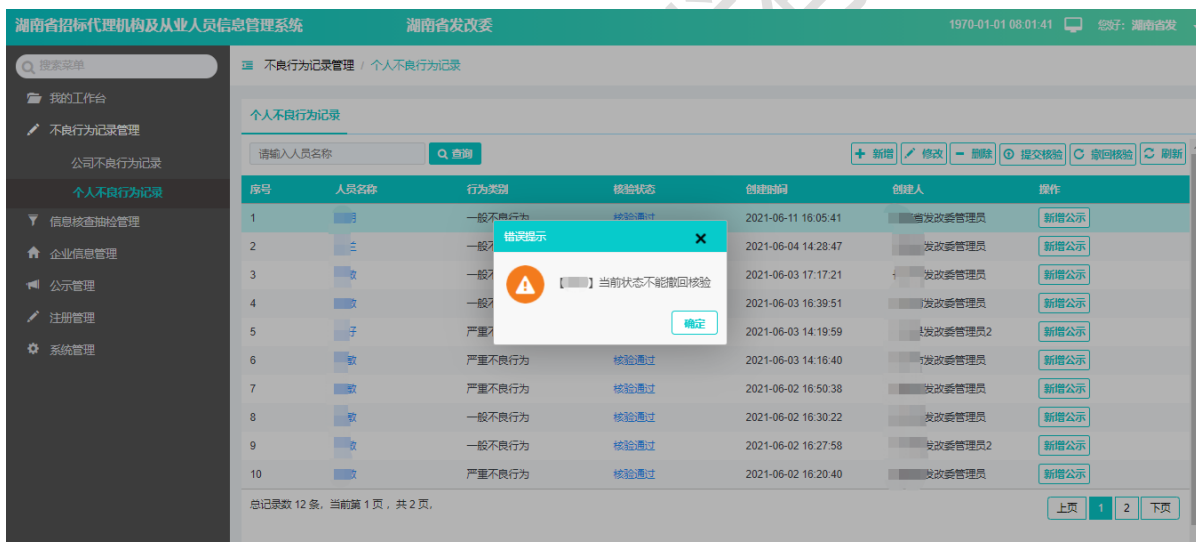 湖南省招标代理机构及从业人员信息管理系统 湖南省发改委 1970-01-01 08:01:41 您好：湖南省发
搜索菜单 不良行为记录管理 / 个人不良行为记录
我的工作台
不良行为记录管理 个人不良行为记录
公司不良行为记录 请输入人员名称 查询 新增 修改 删除 提交核验 撤回核验 刷新
个人不良行为记录 序号 人员名称 行为类别 核验状态 创建时间 创建人 操作
信息核查抽检管理 1 一般不良行为 核验通过 2021-06-11 16:05:41 省发改委管理员 新增公示
企业信息管理 2 一般不 2021-06-04 14:28:47 发改委管理员 新增公示
公示管理 3 一般不 2021-06-03 17:17:21 发改委管理员 新增公示
注册管理 4 一般不 2021-06-03 16:39:51 发改委管理员 新增公示
系统管理 5 子 严重不 2021-06-03 14:19:59 发改委管理员2 新增公示
6 敏 严重不良行为 核验通过 2021-06-03 14:16:40 发改委管理员 新增公示
7 敏 严重不良行为 核验通过 2021-06-02 16:50:38 发改委管理员 新增公示
8 敏 一般不良行为 核验通过 2021-06-02 16:30:22 发改委管理员 新增公示
9 一般不良行为 核验通过 2021-06-02 16:27:58 发改委管理员2 新增公示
10 严重不良行为 核验通过 2021-06-02 16:20:40 发改委管理员 新增公示
总记录数 12 条，当前第 1 页，共 2 页， 上页 1 2 下页
错误提示
【 】当前状态不能撤回核验
确定